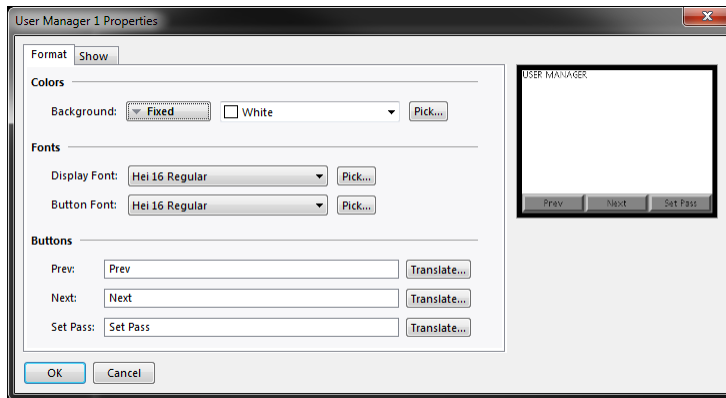 User Manager 1 Properties
Format Show
Colors
Background: Fixed White Pick...
Fonts
Display Font: Hei 16 Regular Pick...
Button Font: Hei 16 Regular Pick...
Buttons
Prev: Prev Translate...
Next: Next Translate...
Set Pass: Set Pass Translate...
OK Cancel
USER MANAGER
Prev Next Set Pass